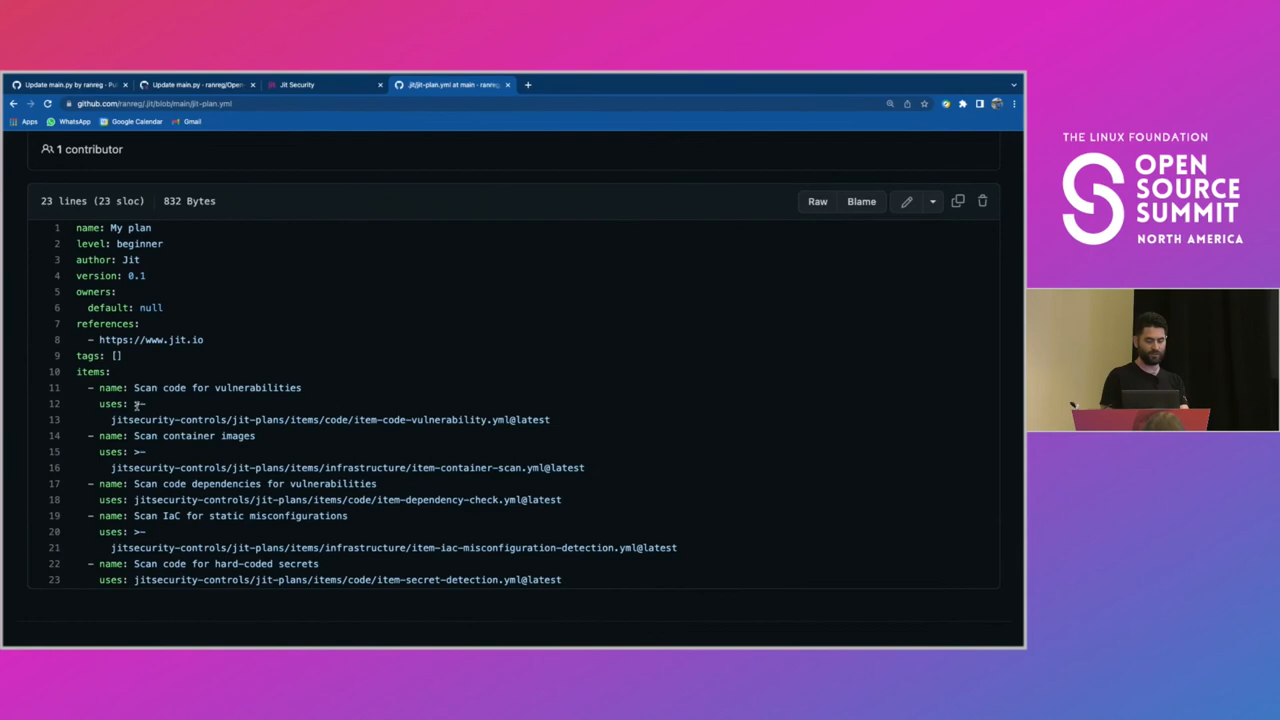 Update main.py by ranreg · Pu
Update main.py · ranreg/Open
Jit Security
.jit/jit-plan.yml at main · ranreg
github.com/ranreg/.jit/blob/main/jit-plan.yml
Apps WhatsApp Google Calendar Gmail
1 contributor
23 lines (23 sloc) 832 Bytes
Raw Blame
1 name: My plan
2 level: beginner
3 author: Jit
4 version: 0.1
5 owners:
6 default: null
7 references:
8 - https://www.jit.io
9 tags: []
10 items:
11 - name: Scan code for vulnerabilities
12 uses: >-
13 jitsecurity-controls/jit-plans/items/code/item-code-vulnerability.yml@latest
14 - name: Scan container images
15 uses: >-
16 jitsecurity-controls/jit-plans/items/infrastructure/item-container-scan.yml@latest
17 - name: Scan code dependencies for vulnerabilities
18 uses: jitsecurity-controls/jit-plans/items/code/item-dependency-check.yml@latest
19 - name: Scan IaC for static misconfigurations
20 uses: >-
21 jitsecurity-controls/jit-plans/items/infrastructure/item-iac-misconfiguration-detection.yml@latest
22 - name: Scan code for hard-coded secrets
23 uses: jitsecurity-controls/jit-plans/items/code/item-secret-detection.yml@latest
THE LINUX FOUNDATION
OPEN
SOURCE
SUMMIT
NORTH AMERICA